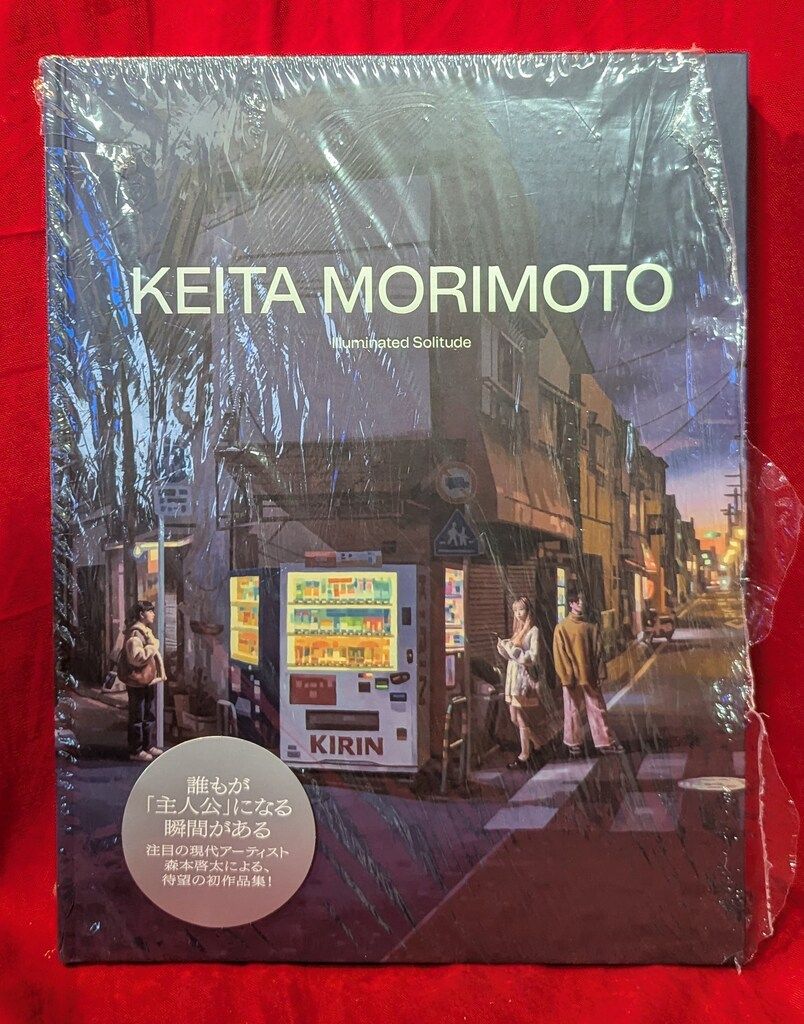 KEITA MORIMOTO
Illuminated Solitude
KIRIN
誰もが
「主人公」になる
瞬間がある
注目の現代アーティスト
森本啓太による、
待望の初作品集!